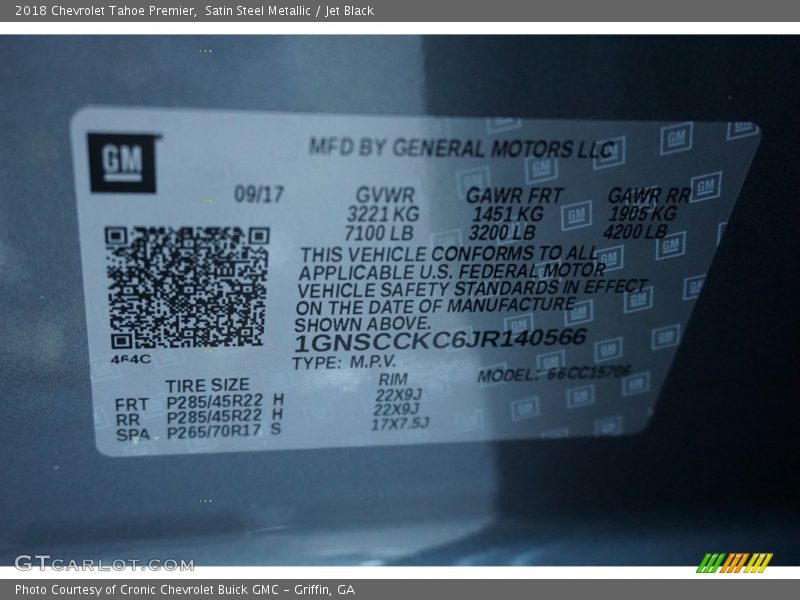 2018 Chevrolet Tahoe Premier, Satin Steel Metallic / Jet Black
GM
MFD BY GENERAL MOTORS LLC
09/17 GVWR GAWR FRT GAWR RR
3221 KG 1451 KG 1905 KG
7100 LB 3200 LB 4200 LB
THIS VEHICLE CONFORMS TO ALL
APPLICABLE U.S. FEDERAL MOTOR
VEHICLE SAFETY STANDARDS IN EFFECT
ON THE DATE OF MANUFACTURE
SHOWN ABOVE.
1GNSCCKC6JR140566
464C
TYPE: M.P.V.
MODEL: 66CC15706
TIRE SIZE RIM
FRT P285/45R22 H 22X9J
RR P285/45R22 H 22X9J
SPA P265/70R17 S 17X7.5J
GTCARLOT.COM
Photo Courtesy of Cronic Chevrolet Buick GMC - Griffin, GA